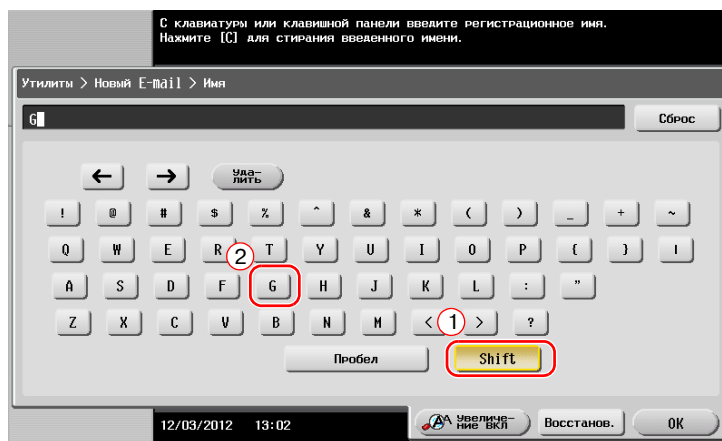 С клавиатуры или клавишной панели введите регистрационное имя.
Нажмите [C] для стирания введенного имени.
Утилиты > Новый E-mail > Имя
G
Сброс
← → Уда-
лить
! @ # $ % ^ & * ( ) _ + ~
Q W E R T Y U I O P { } |
2
A S D F G H J K L : "
Z X C V B N M < > ?
1
Пробел Shift
12/03/2012 13:02
Увеличе-
ние ВКЛ
Восстанов.
OK